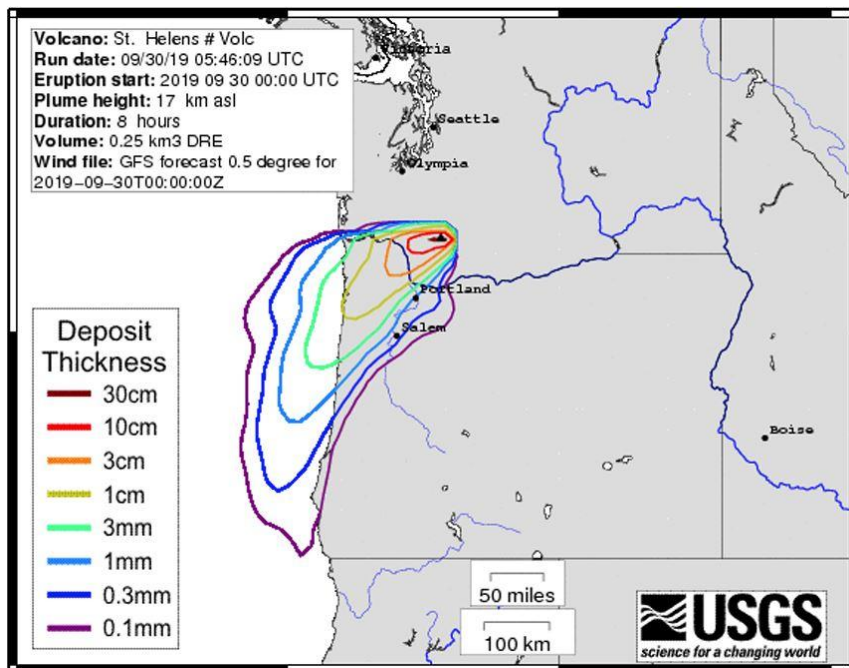 Volcano: St. Helens # Volc
Run date: 09/30/19 05:46:09 UTC
Eruption start: 2019 09 30 00:00 UTC
Plume height: 17 km asl
Duration: 8 hours
Volume: 0.25 km3 DRE
Wind file: GFS forecast 0.5 degree for
2019-09-30T00:00:00Z
Victoria
Seattle
Olympia
Portland
Salem
Boise
Deposit
Thickness
30cm
10cm
3cm
1cm
3mm
1mm
0.3mm
0.1mm
50 miles
100 km
USGS
science for a changing world